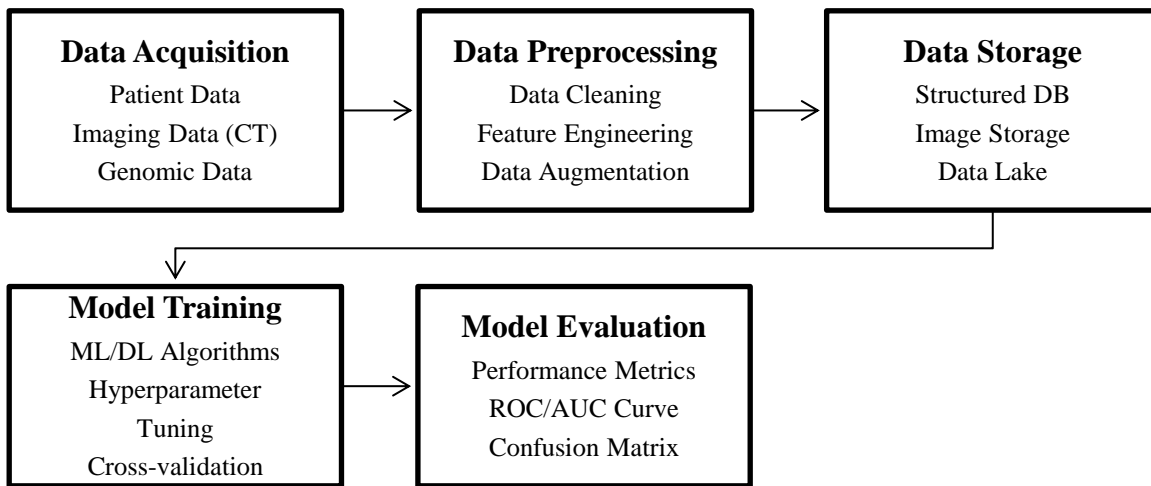 Data Acquisition
Patient Data
Imaging Data (CT)
Genomic Data
Data Preprocessing
Data Cleaning
Feature Engineering
Data Augmentation
Data Storage
Structured DB
Image Storage
Data Lake
Model Training
ML/DL Algorithms
Hyperparameter
Tuning
Cross-validation
Model Evaluation
Performance Metrics
ROC/AUC Curve
Confusion Matrix